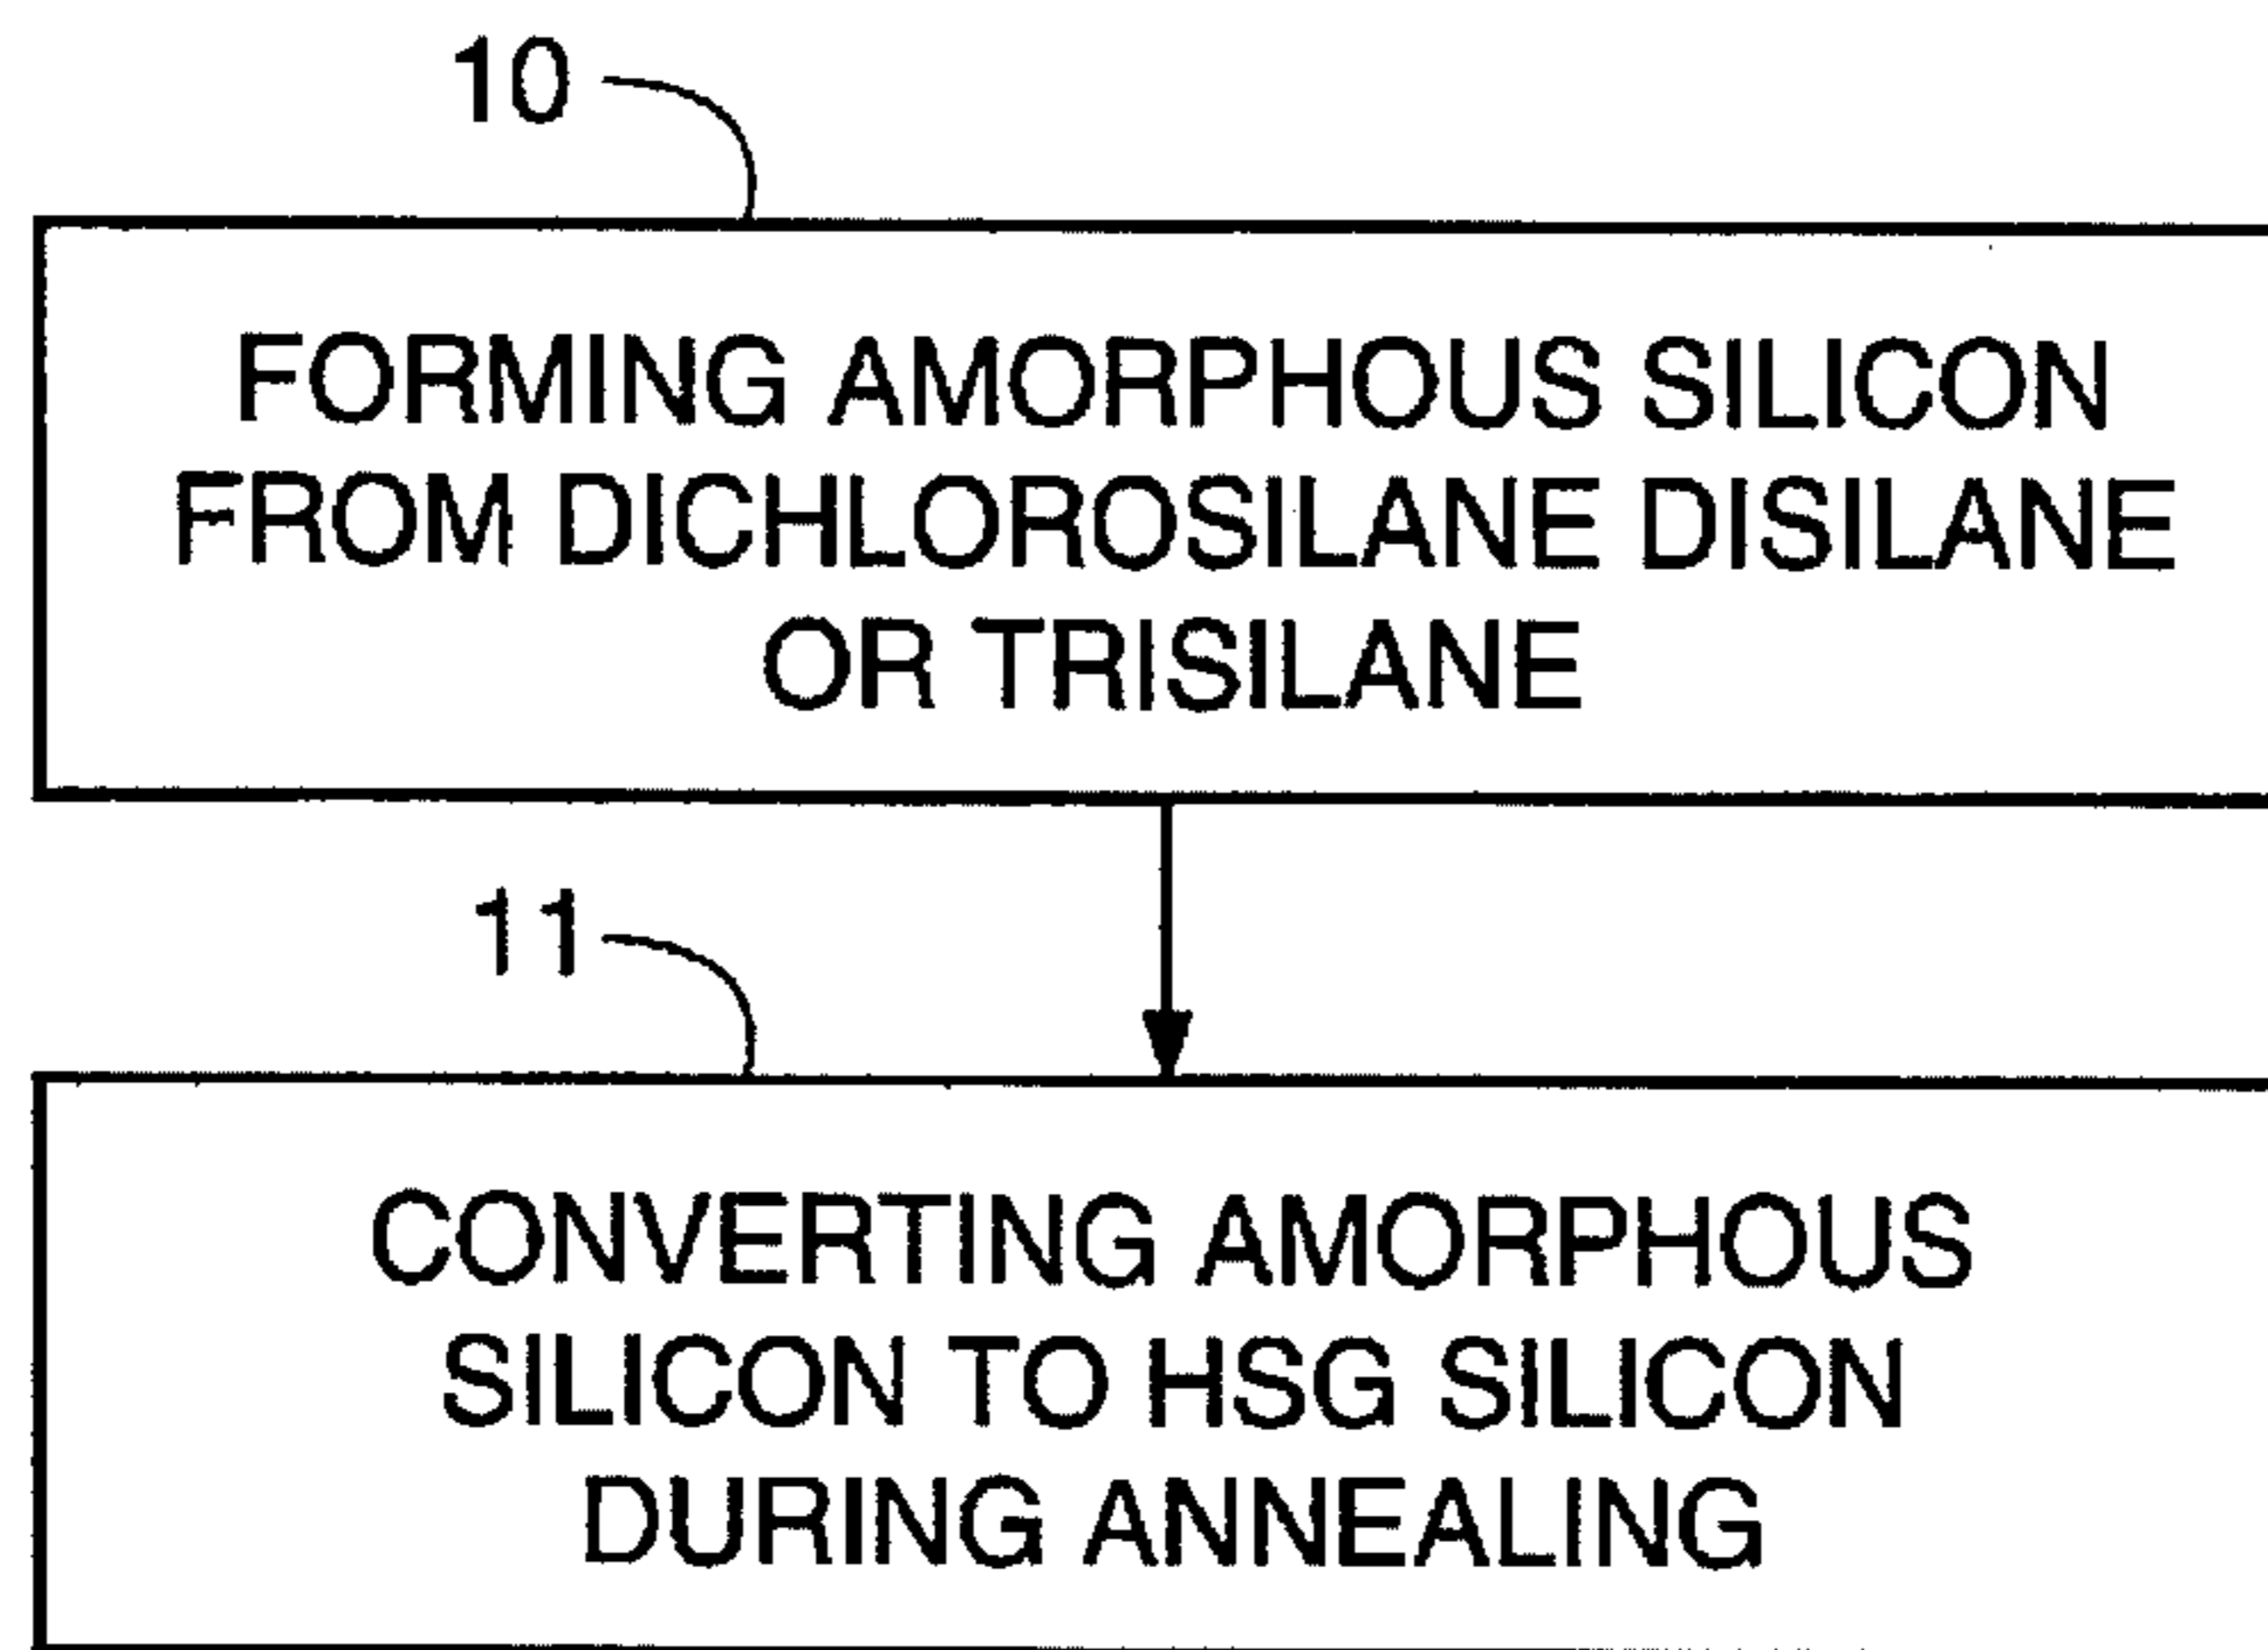 10
FORMING AMORPHOUS SILICON
FROM DICHLOROSILANE DISILANE
OR TRISILANE
11
CONVERTING AMORPHOUS
SILICON TO HSG SILICON
DURING ANNEALING